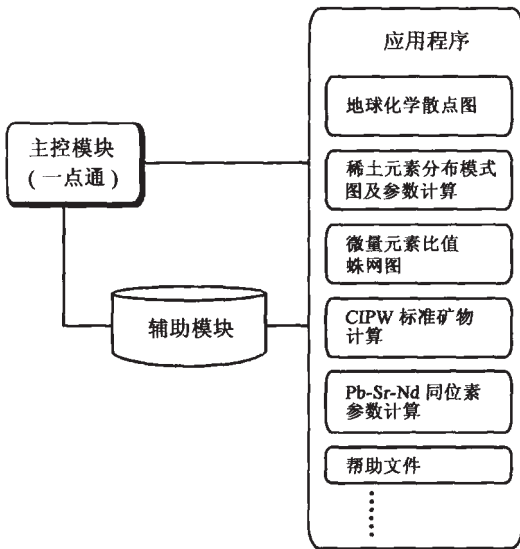 应用程序
地球化学散点图
主控模块
(一点通)
稀土元素分布模式
图及参数计算
微量元素比值
蛛网图
辅助模块
CIPW 标准矿物
计算
Pb-Sr-Nd 同位素
参数计算
帮助文件